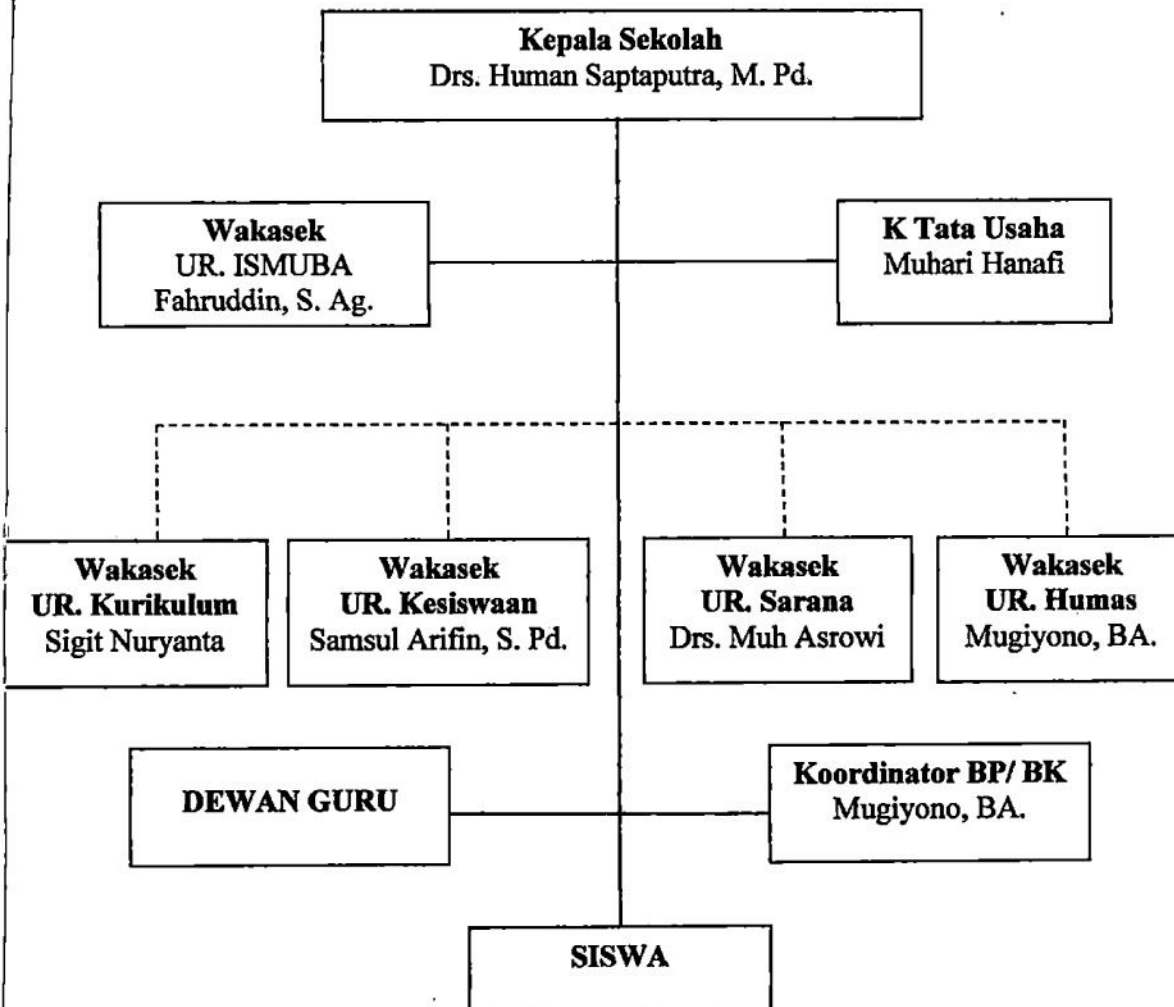 Kepala Sekolah
Drs. Human Saptaputra, M. Pd.
Wakasek
UR. ISMUBA
Fahruddin, S. Ag.
K Tata Usaha
Muhari Hanafi
Wakasek
UR. Kurikulum
Sigit Nuryanta
Wakasek
UR. Kesiswaan
Samsul Arifin, S. Pd.
Wakasek
UR. Sarana
Drs. Muh Asrowi
Wakasek
UR. Humas
Mugiyono, BA.
DEWAN GURU
Koordinator BP/ BK
Mugiyono, BA.
SISWA